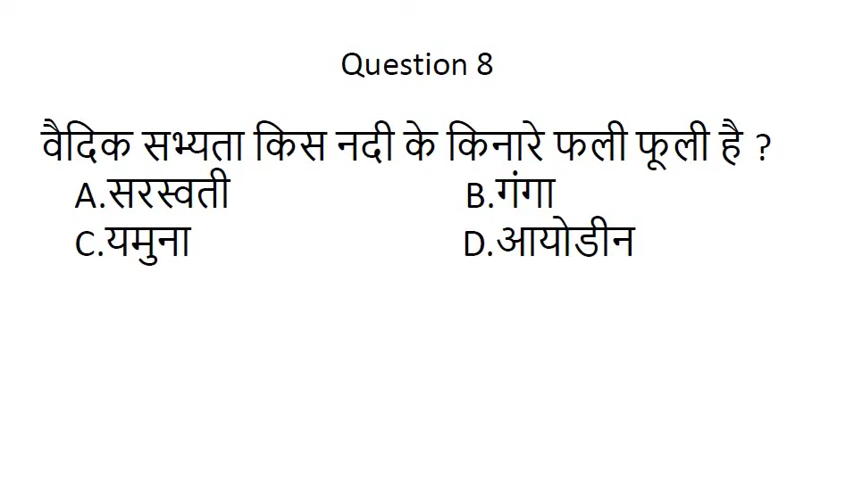 Question 8
वैदिक सभ्यता किस नदी के किनारे फली फूली है ?
A.सरस्वती B.गंगा
C.यमुना D.आयोडीन